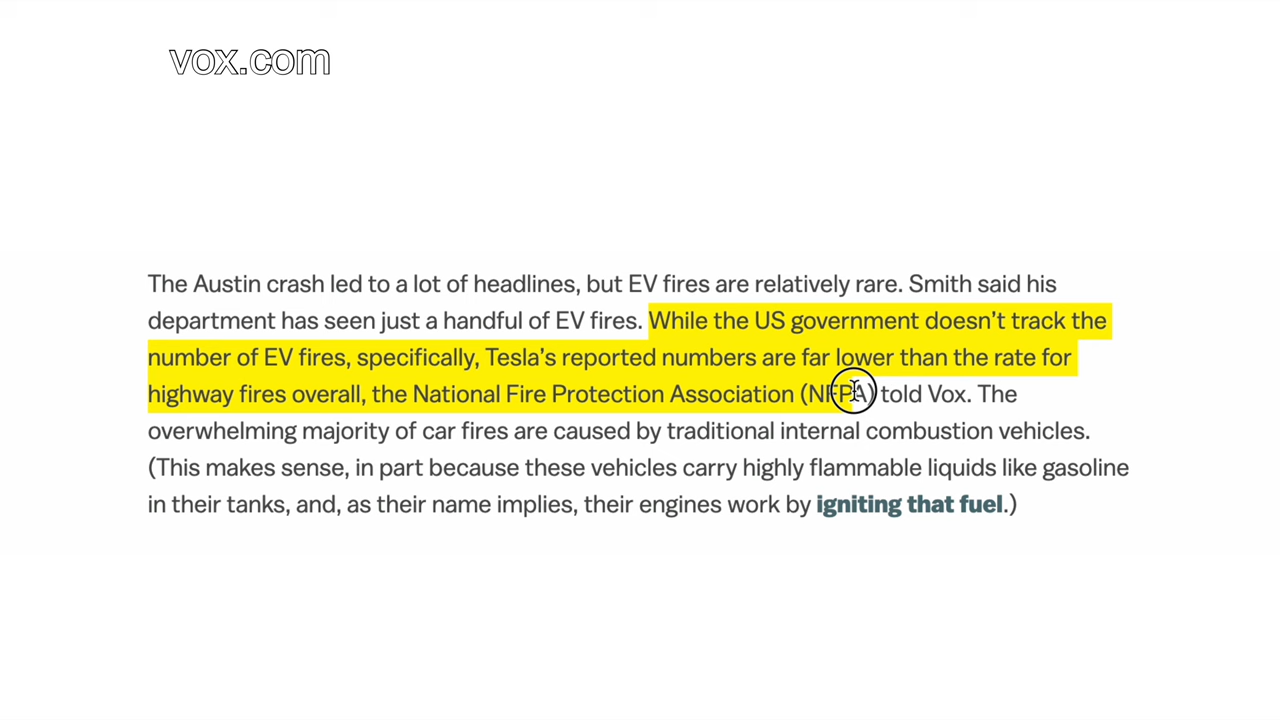 vox.com
The Austin crash led to a lot of headlines, but EV fires are relatively rare. Smith said his
department has seen just a handful of EV fires. While the US government doesn’t track the
number of EV fires, specifically, Tesla’s reported numbers are far lower than the rate for
highway fires overall, the National Fire Protection Association (NFPA) told Vox. The
overwhelming majority of car fires are caused by traditional internal combustion vehicles.
(This makes sense, in part because these vehicles carry highly flammable liquids like gasoline
in their tanks, and, as their name implies, their engines work by igniting that fuel.)